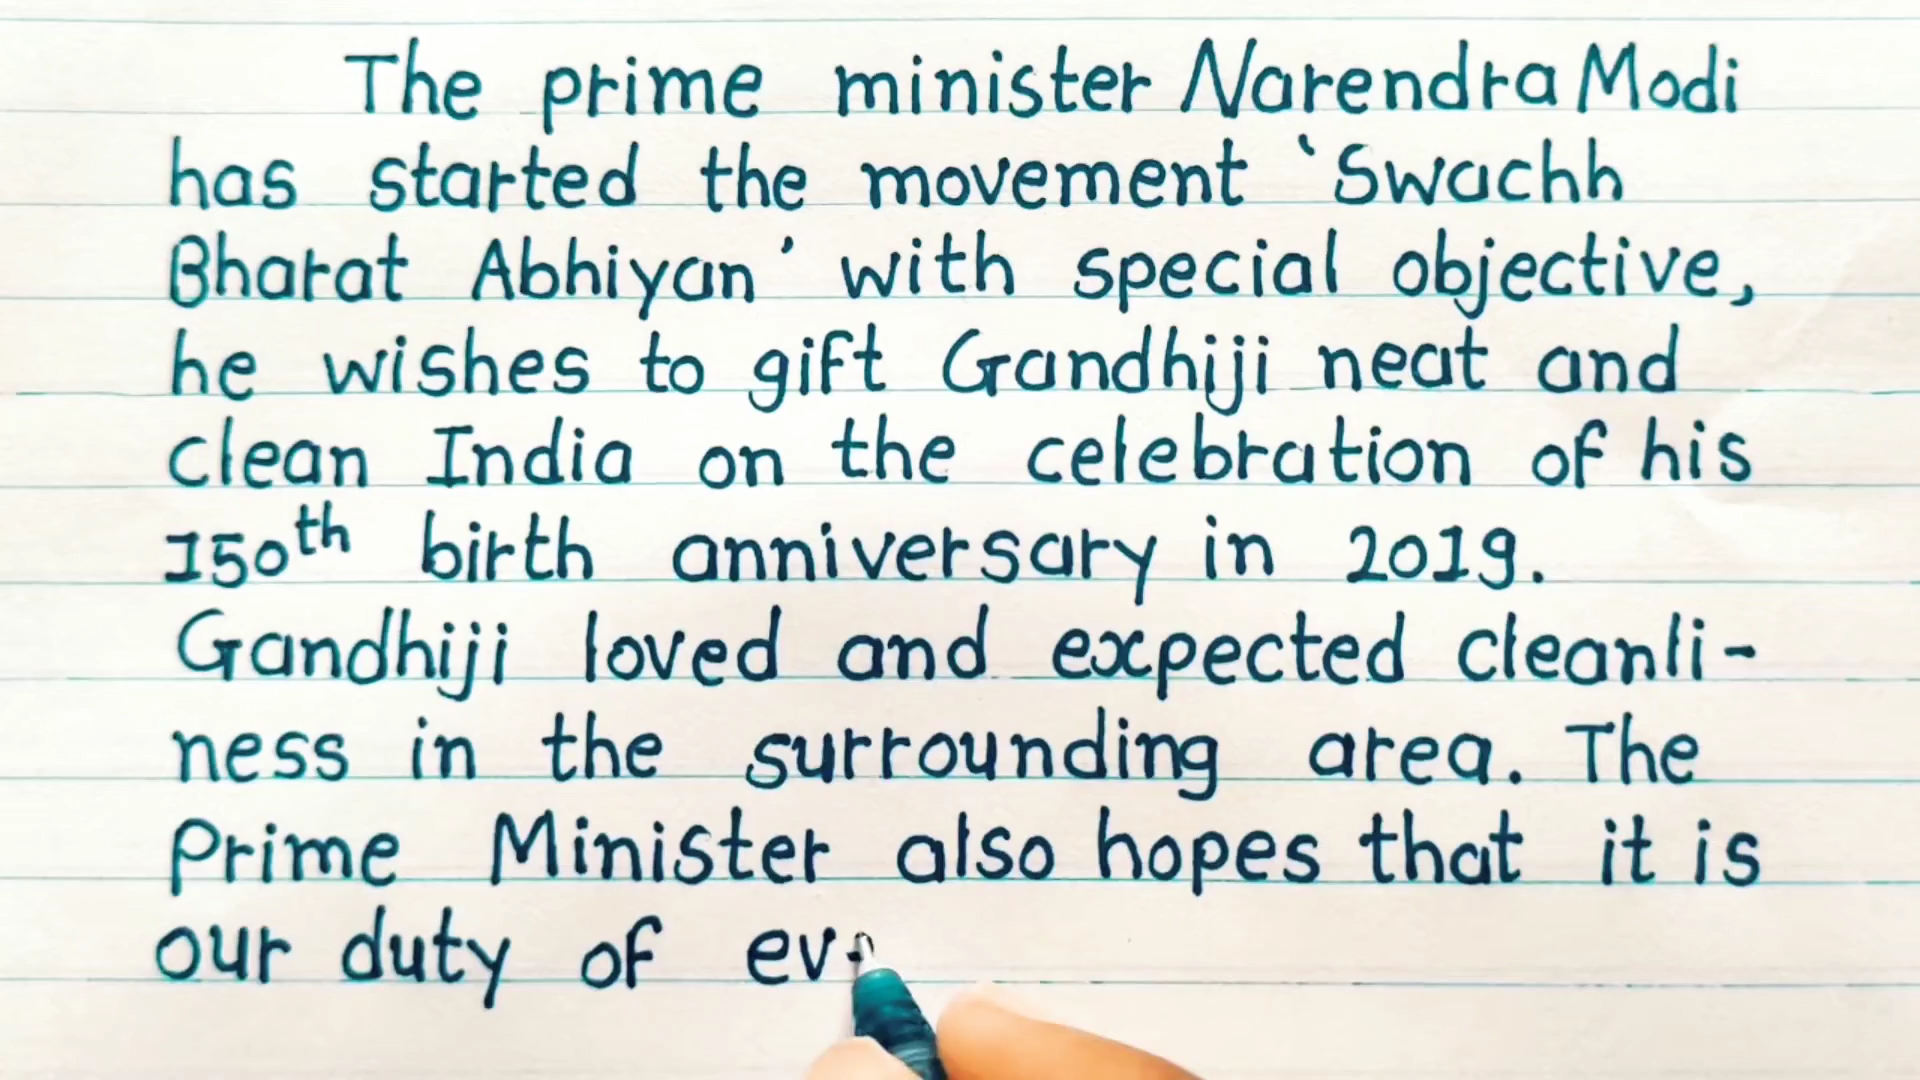 The prime minister Narendra Modi
has started the movement ‘Swachh
Bharat Abhiyan’ with special objective,
he wishes to gift Gandhiji neat and
clean India on the celebration of his
150th birth anniversary in 2019.
Gandhiji loved and expected cleanli-
ness in the surrounding area. The
Prime Minister also hopes that it is
our duty of